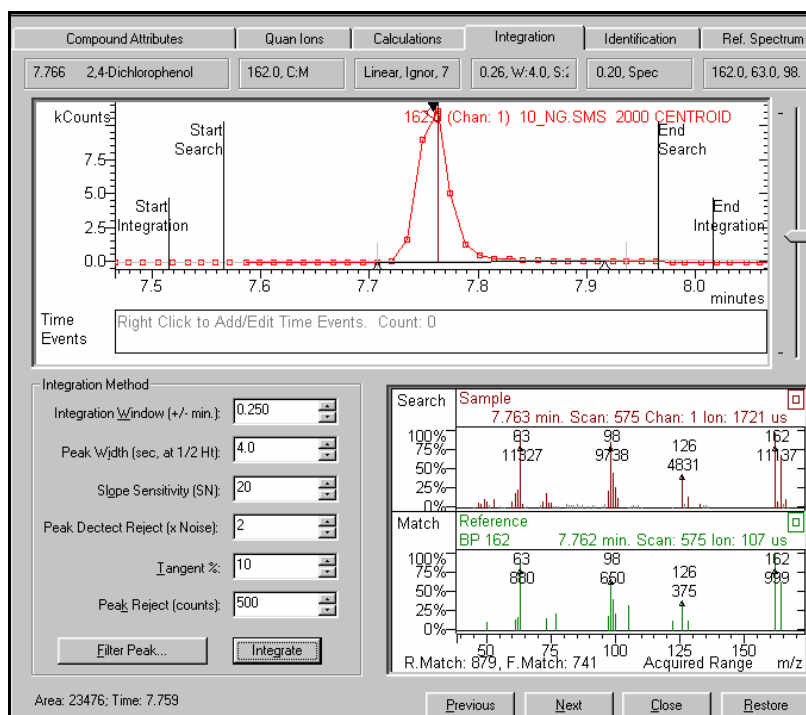 Compound Attributes Quan Ions Calculations Integration Identification Ref. Spectrum
7.766 2,4-Dichlorophenol 162.0, C:M Linear, Ignor, 7 0.26, W:4.0, S:2 0.20, Spec 162.0, 63.0, 98.
kCounts 162.0 (Chan: 1) 10_NG.SMS 2000 CENTROID
Start Search End Search
7.5
5.0
2.5
0.0
Start Integration End Integration
7.5 7.6 7.7 7.8 7.9 8.0
minutes
Time Events Right Click to Add/Edit Time Events. Count: 0
Integration Method
Integration Window (+/- min.): 0.250
Peak Width (sec, at 1/2 Ht): 4.0
Slope Sensitivity (SN): 20
Peak Dectect Reject (x Noise): 2
Tangent %: 10
Peak Reject (counts): 500
Filter Peak... Integrate
Area: 23476; Time: 7.759
Search Sample
7.763 min. Scan: 575 Chan: 1 Ion: 1721 us
100% 63 98 126 162
75% 11327 9738 4831 11137
50%
25%
0%
Match Reference
BP 162 7.762 min. Scan: 575 Ion: 107 us
100% 63 98 126 162
75% 880 650 375 999
50%
25%
0%
50 75 100 125 150
R.Match: 879, F.Match: 741 Acquired Range m/z
Previous Next Close Restore